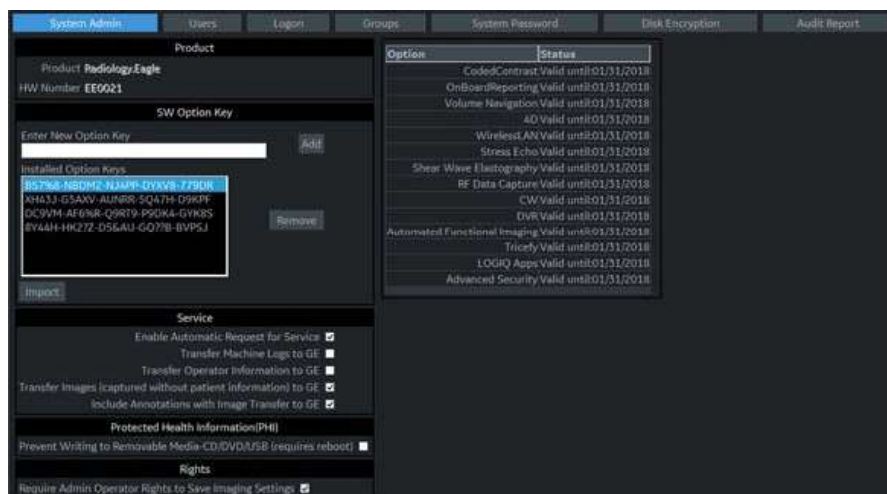 System Admin
Users
Logon
Groups
System Password
Disk Encryption
Audit Report
Product
Product Radiology.Eagle
HW Number EE0021
SW Option Key
Enter New Option Key
Add
Installed Option Keys
XH43J-G5AXV-AUNRR-5Q47H-D9KPF
Remove
Import
Service
Enable Automatic Request for Service
Transfer Machine Logs to GE
Transfer Operator Information to GE
Transfer Images (captured without patient information) to GE
Include Annotations with Image Transfer to GE
Protected Health Information(PHI)
Prevent Writing to Removable Media-CD/DVD/USB (requires reboot)
Rights
Require Admin Operator Rights to Save Imaging Settings
Option Status
CodedContrast Valid until:01/31/2018
OnBoardReporting Valid until:01/31/2018
Volume Navigation Valid until:01/31/2018
4D Valid until:01/31/2018
WirelessLAN Valid until:01/31/2018
Stress Echo Valid until:01/31/2018
Shear Wave Elastography Valid until:01/31/2018
RF Data Capture Valid until:01/31/2018
CW Valid until:01/31/2018
DVR Valid until:01/31/2018
Automated Functional Imaging Valid until:01/31/2018
Tricefy Valid until:01/31/2018
LOGIQ Apps Valid until:01/31/2018
Advanced Security Valid until:01/31/2018